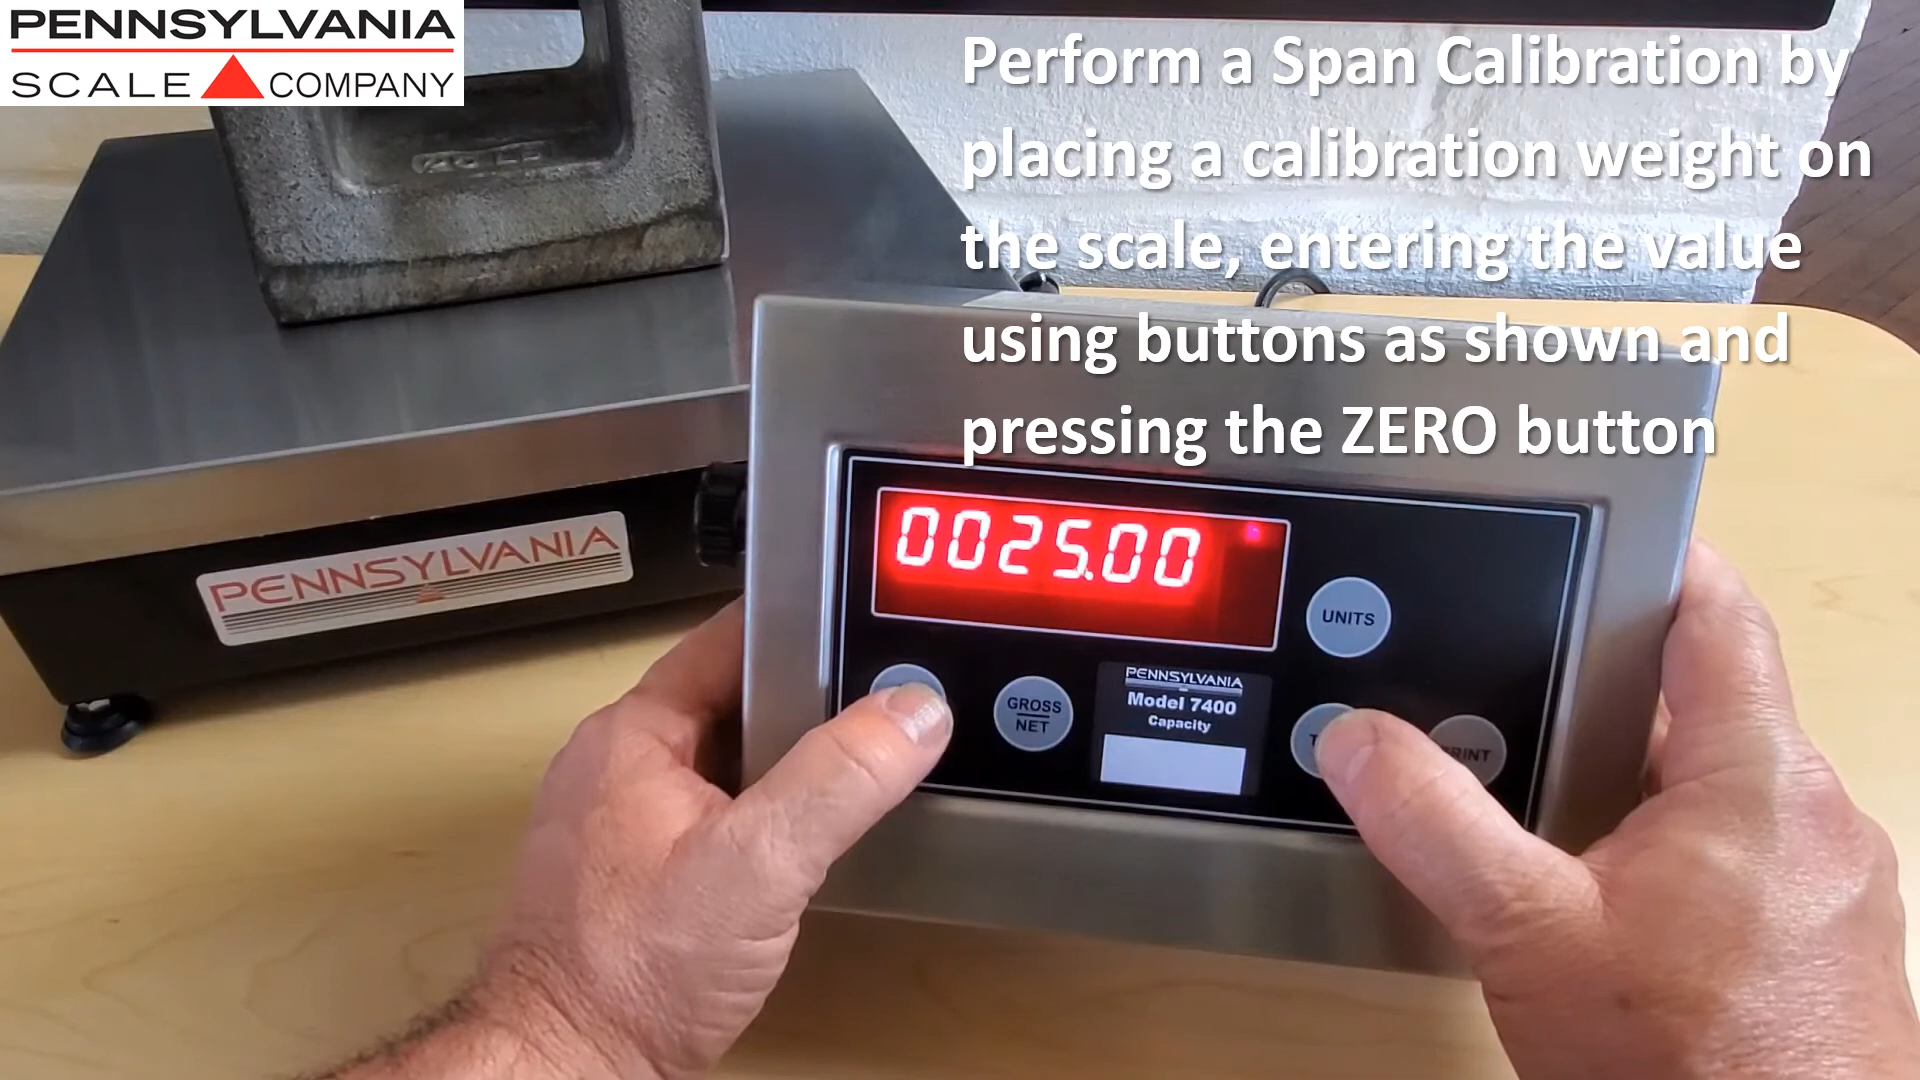 PENNSYLVANIA
SCALE COMPANY
Perform a Span Calibration by
placing a calibration weight on
the scale, entering the value
using buttons as shown and
pressing the ZERO button
PENNSYLVANIA
0025.00
UNITS
GROSS
NET
PENNSYLVANIA
Model 7400
Capacity